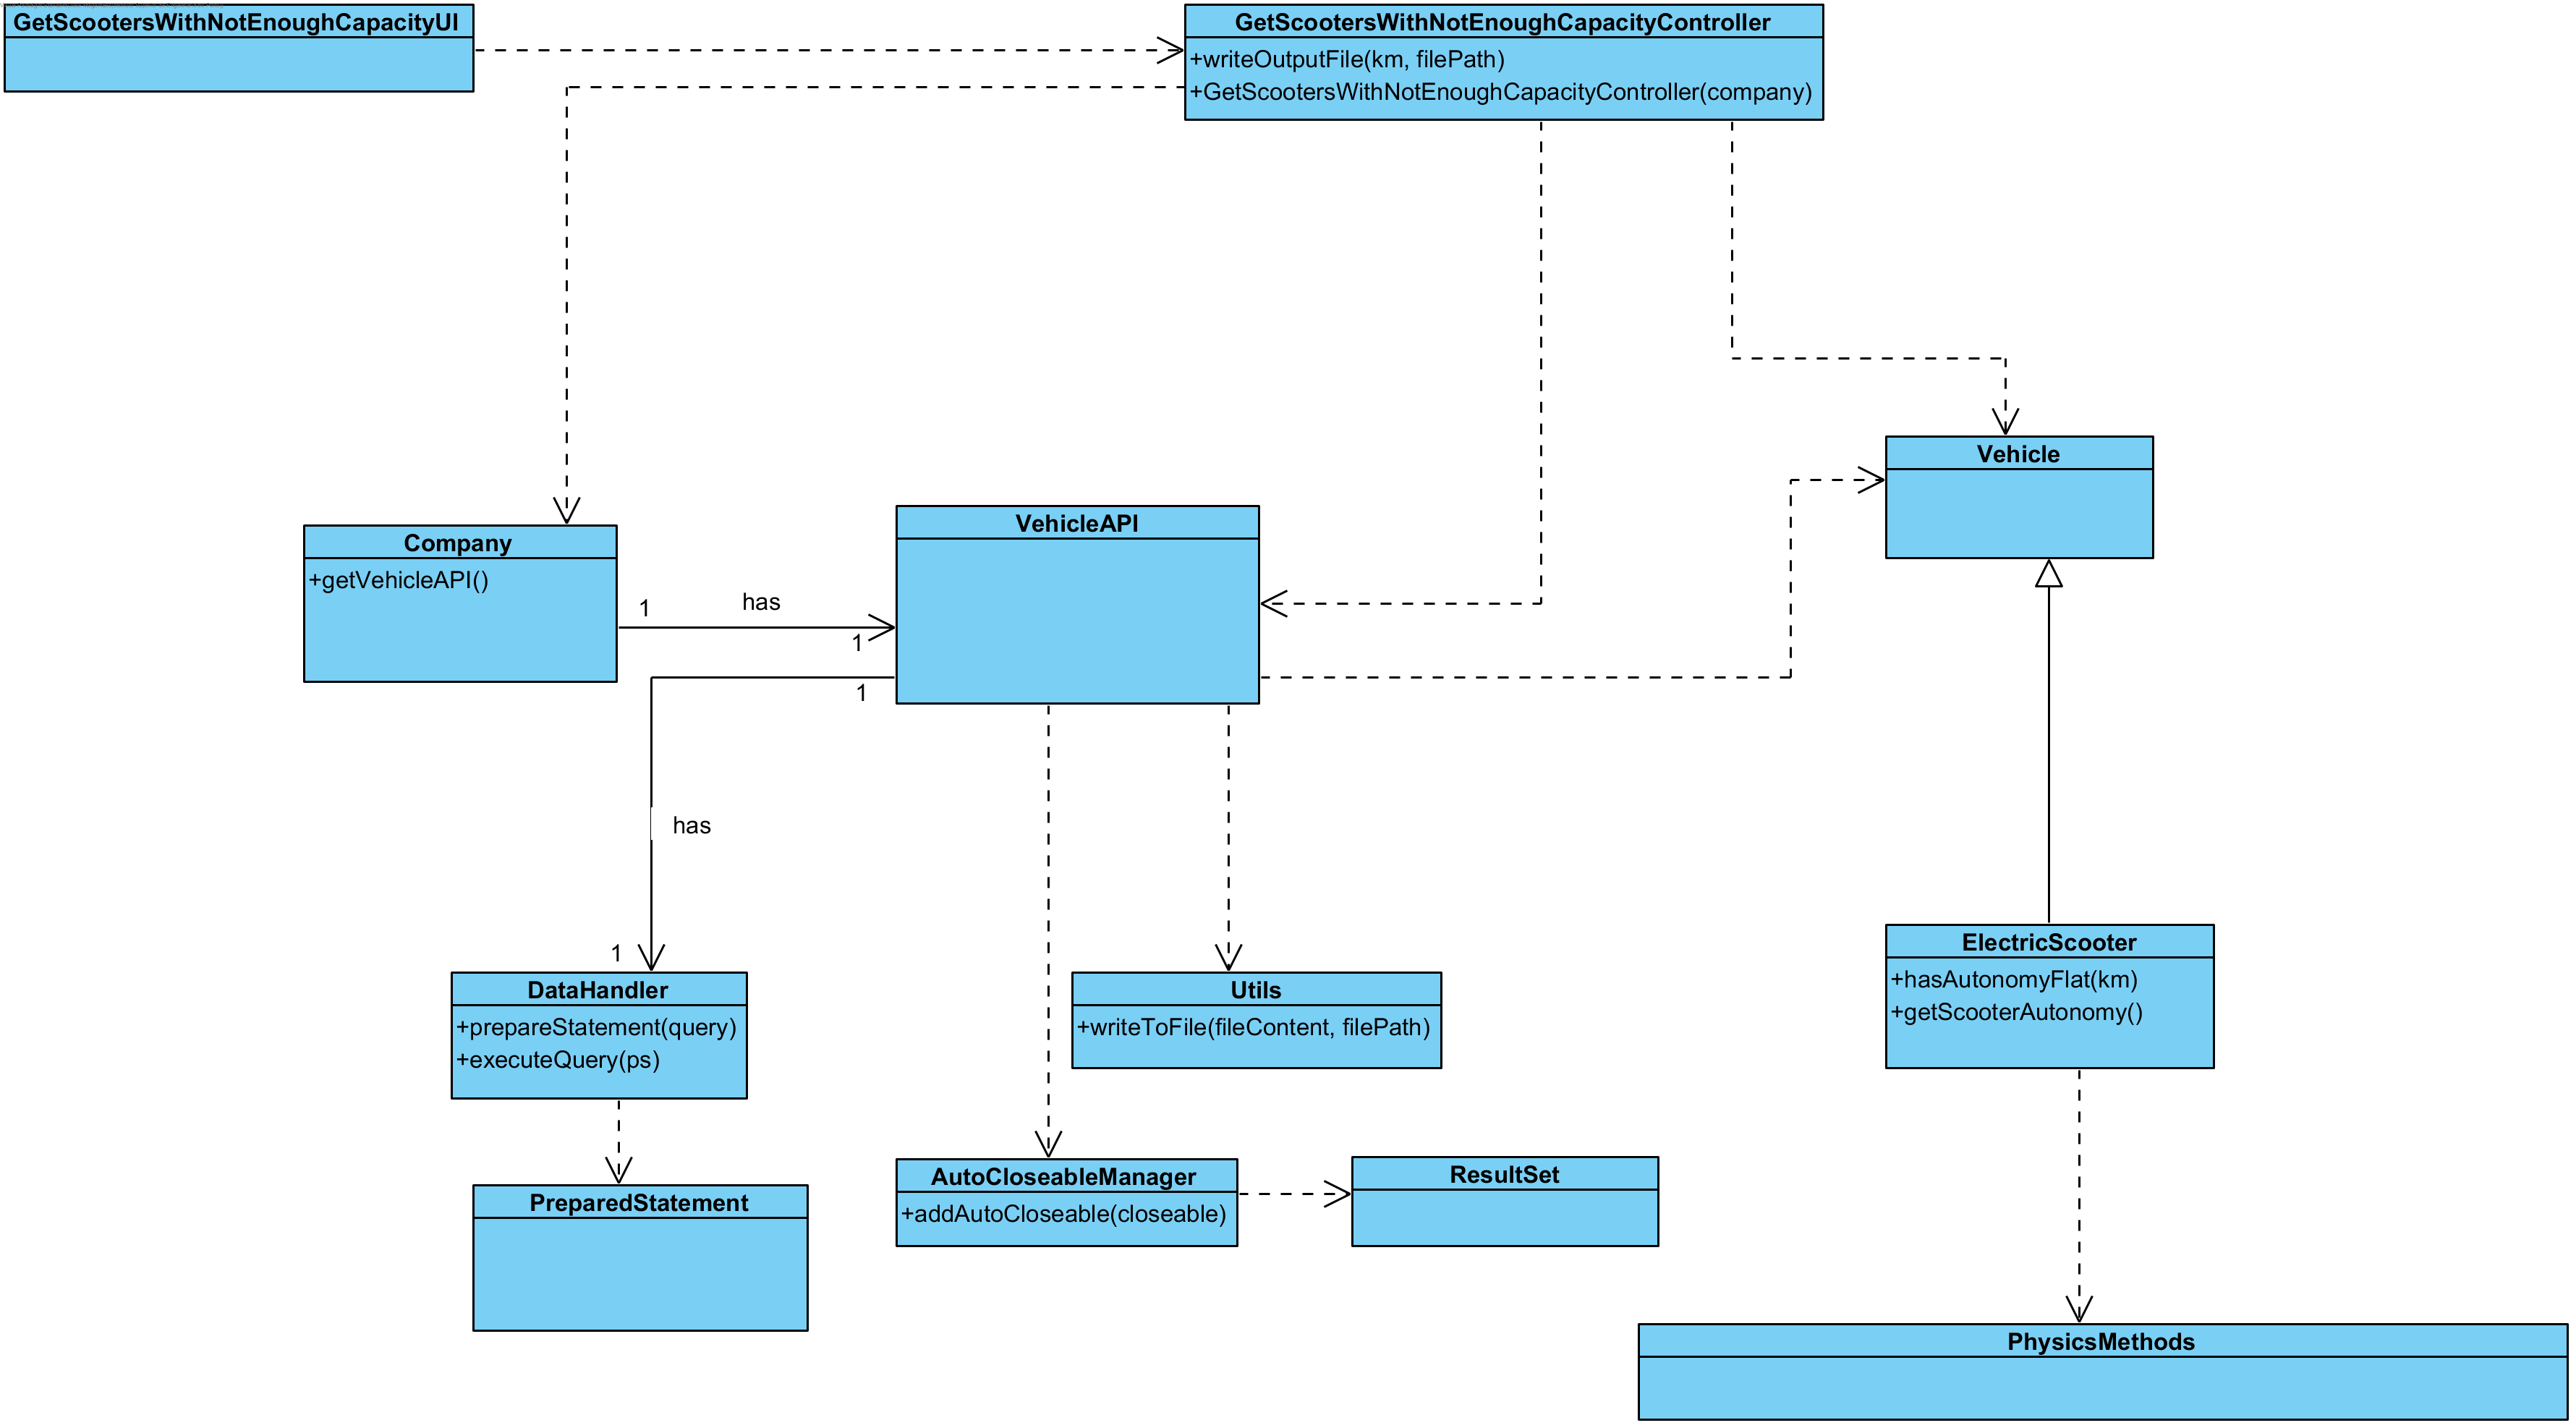 GetScootersWithNotEnoughCapacityUI
GetScootersWithNotEnoughCapacityController
+writeOutputFile(km, filePath)
+GetScootersWithNotEnoughCapacityController(company)
Vehicle
VehicleAPI
Company
+getVehicleAPI()
1
has
1
1
has
1
ElectricScooter
+hasAutonomyFlat(km)
+getScooterAutonomy()
DataHandler
+prepareStatement(query)
+executeQuery(ps)
Utils
+writeToFile(fileContent, filePath)
AutoCloseableManager
+addAutoCloseable(closeable)
ResultSet
PreparedStatement
PhysicsMethods